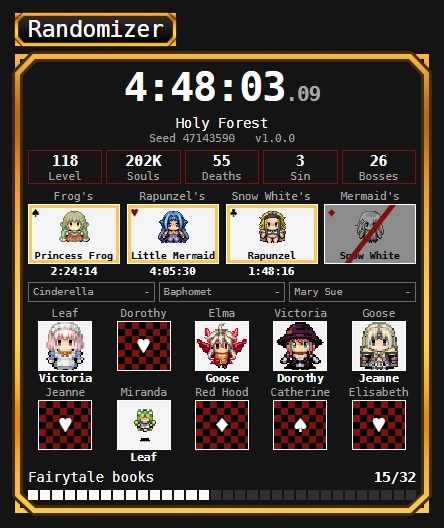 Randomizer
4:48:03.09
Holy Forest
Seed 47143590 v1.0.0
118 202K 55 3 26
Level Souls Deaths Sin Bosses
Frog's Rapunzel's Snow White's Mermaid's
Princess Frog Little Mermaid Rapunzel Snow White
2:24:14 4:05:30 1:48:16
Cinderella - Baphomet - Mary Sue -
Leaf Dorothy Elma Victoria Goose
Victoria Goose Dorothy Jeanne
Jeanne Miranda Red Hood Catherine Elisabeth
Leaf
Fairytale books 15/32